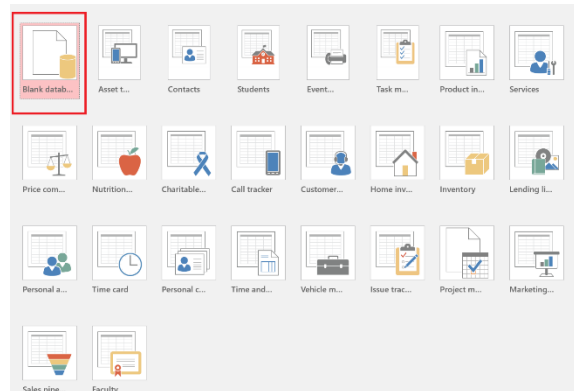 Blank datab...
Asset t...
Contacts
Students
Event...
Task m...
Product in...
Services
Price com...
Nutrition...
Charitable...
Call tracker
Customer...
Home inv...
Inventory
Lending li...
Personal a...
Time card
Personal c...
Time and...
Vehicle m...
Issue trac...
Project m...
Marketing...
Sales pipe...
Faculty